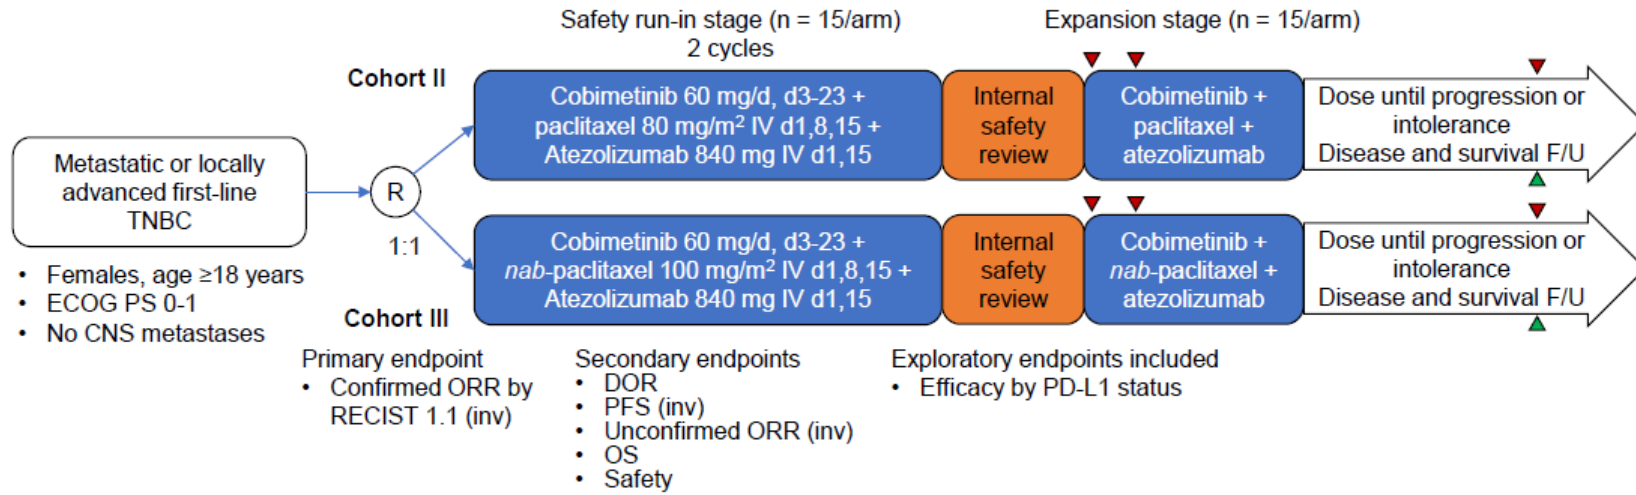 Safety run-in stage (n = 15/arm)
2 cycles
Expansion stage (n = 15/arm)
Cohort II
Cobimetinib 60 mg/d, d3-23 +
paclitaxel 80 mg/m² IV d1,8,15 +
Atezolizumab 840 mg IV d1,15
Internal
safety
review
Cobimetinib +
paclitaxel +
atezolizumab
Dose until progression or
intolerance
Disease and survival F/U
Metastatic or locally
advanced first-line
TNBC
R
1:1
• Females, age ≥18 years
• ECOG PS 0-1
• No CNS metastases
Cohort III
Cobimetinib 60 mg/d, d3-23 +
nab-paclitaxel 100 mg/m² IV d1,8,15 +
Atezolizumab 840 mg IV d1,15
Internal
safety
review
Cobimetinib +
nab-paclitaxel +
atezolizumab
Dose until progression or
intolerance
Disease and survival F/U
Primary endpoint
• Confirmed ORR by
RECIST 1.1 (inv)
Secondary endpoints
• DOR
• PFS (inv)
• Unconfirmed ORR (inv)
• OS
• Safety
Exploratory endpoints included
• Efficacy by PD-L1 status